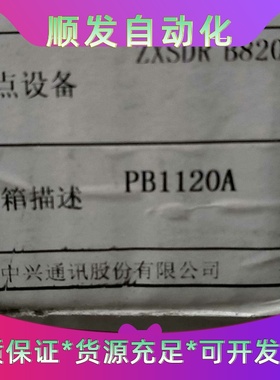 顺发自动化
ZXSDR B820
点设备
箱描述 PB1120A
中兴通讯股份有限公司
质保证*货源充足*可开发